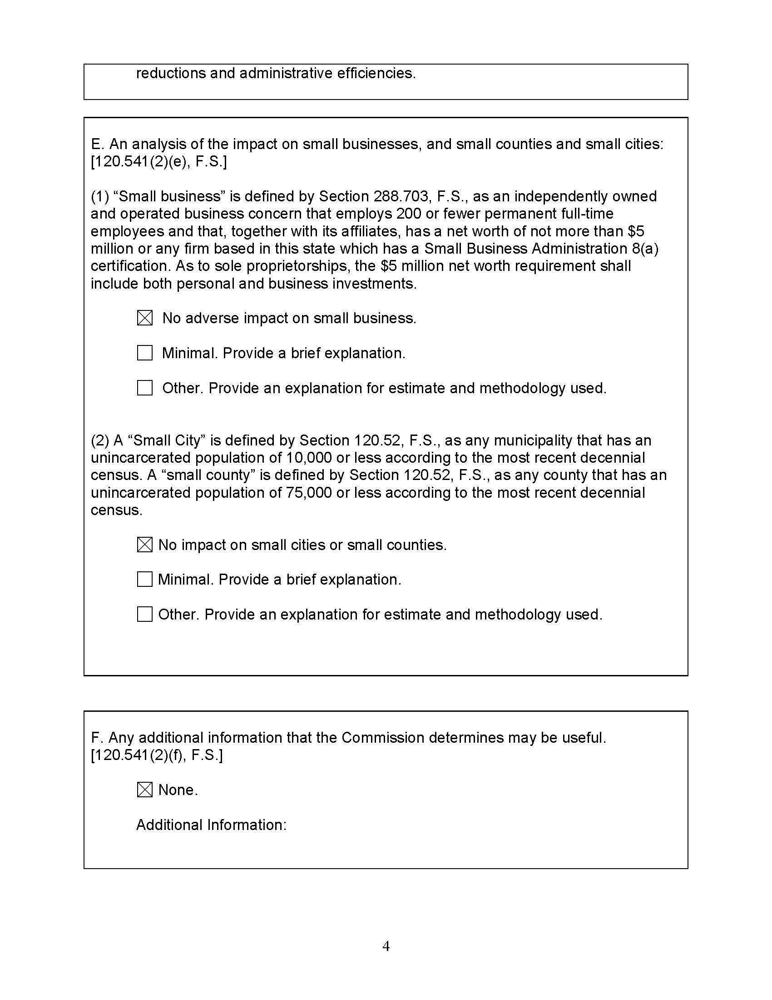 reductions and administrative efficiencies.
E. An analysis of the impact on small businesses, and small counties and small cities:
[120.541(2)(e), F.S.]
(1) “Small business” is defined by Section 288.703, F.S., as an independently owned
and operated business concern that employs 200 or fewer permanent full-time
employees and that, together with its affiliates, has a net worth of not more than $5
million or any firm based in this state which has a Small Business Administration 8(a)
certification. As to sole proprietorships, the $5 million net worth requirement shall
include both personal and business investments.
☒ No adverse impact on small business.
☐ Minimal. Provide a brief explanation.
☐ Other. Provide an explanation for estimate and methodology used.
(2) A “Small City” is defined by Section 120.52, F.S., as any municipality that has an
unincarcerated population of 10,000 or less according to the most recent decennial
census. A “small county” is defined by Section 120.52, F.S., as any county that has an
unincarcerated population of 75,000 or less according to the most recent decennial
census.
☒ No impact on small cities or small counties.
☐ Minimal. Provide a brief explanation.
☐ Other. Provide an explanation for estimate and methodology used.
F. Any additional information that the Commission determines may be useful.
[120.541(2)(f), F.S.]
☒ None.
Additional Information:
4